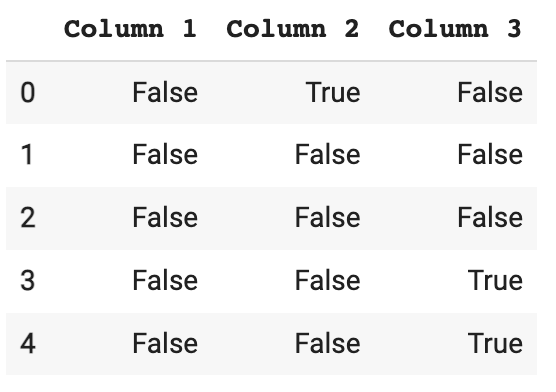 Column 1 Column 2 Column 3
0 False True False
1 False False False
2 False False False
3 False False True
4 False False True